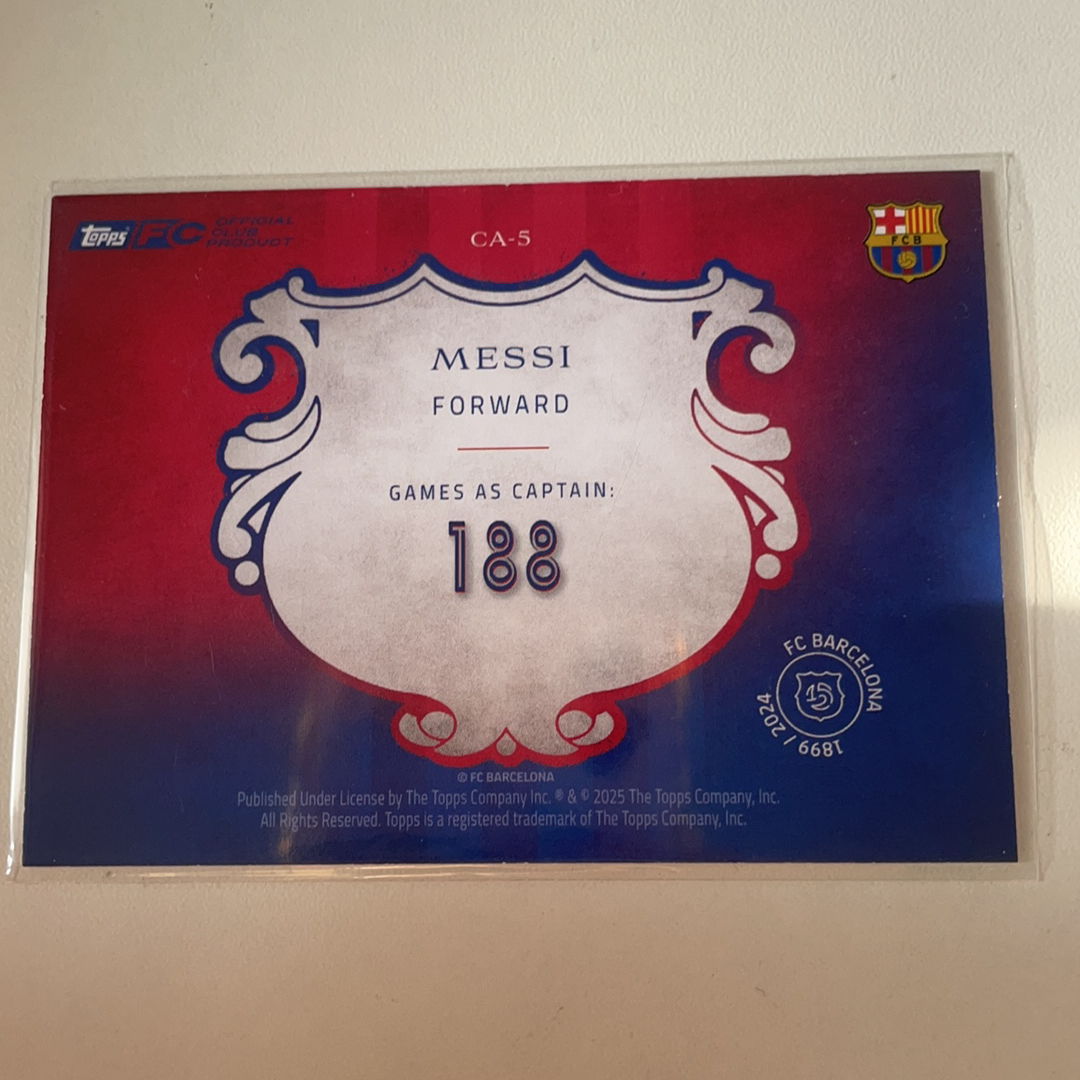 topps FC OFFICIAL CLUB PRODUCT
CA-5
FCB
MESSI
FORWARD
GAMES AS CAPTAIN:
188
FC BARCELONA
1899 / 2024
© FC BARCELONA
Published Under License by The Topps Company Inc. ® & © 2025 The Topps Company, Inc.
All Rights Reserved. Topps is a registered trademark of The Topps Company, Inc.